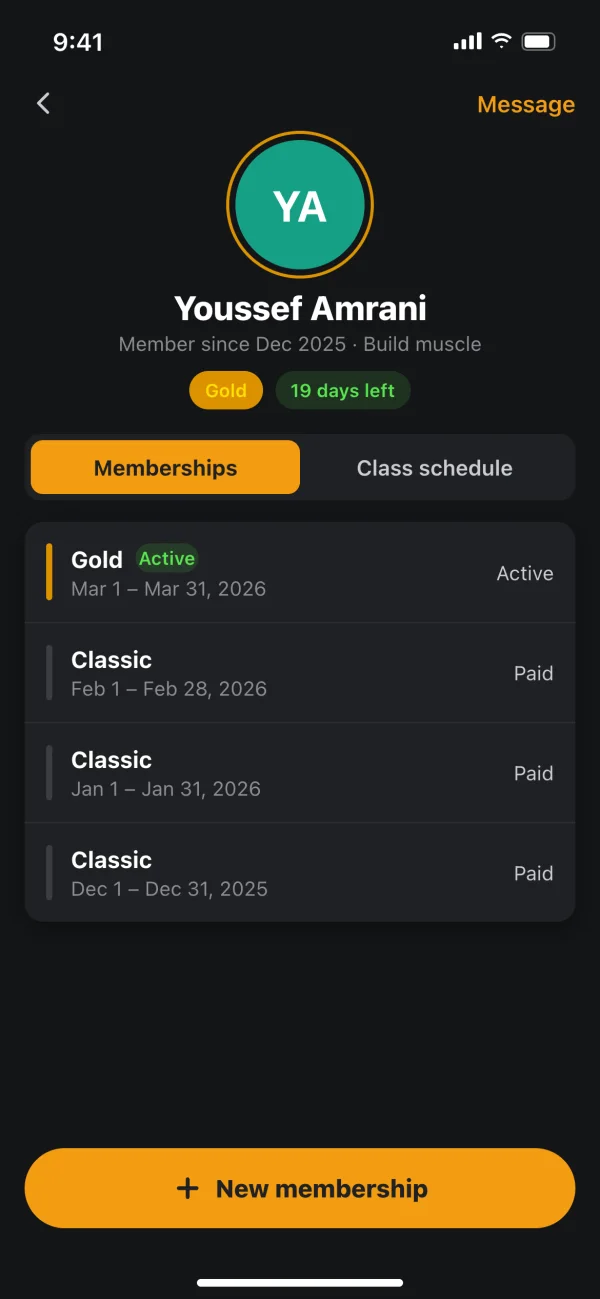 9:41
Message
YA
Youssef Amrani
Member since Dec 2025 · Build muscle
Gold
19 days left
Memberships
Class schedule
Gold Active
Mar 1 – Mar 31, 2026
Active
Classic
Feb 1 – Feb 28, 2026
Paid
Classic
Jan 1 – Jan 31, 2026
Paid
Classic
Dec 1 – Dec 31, 2025
Paid
+ New membership